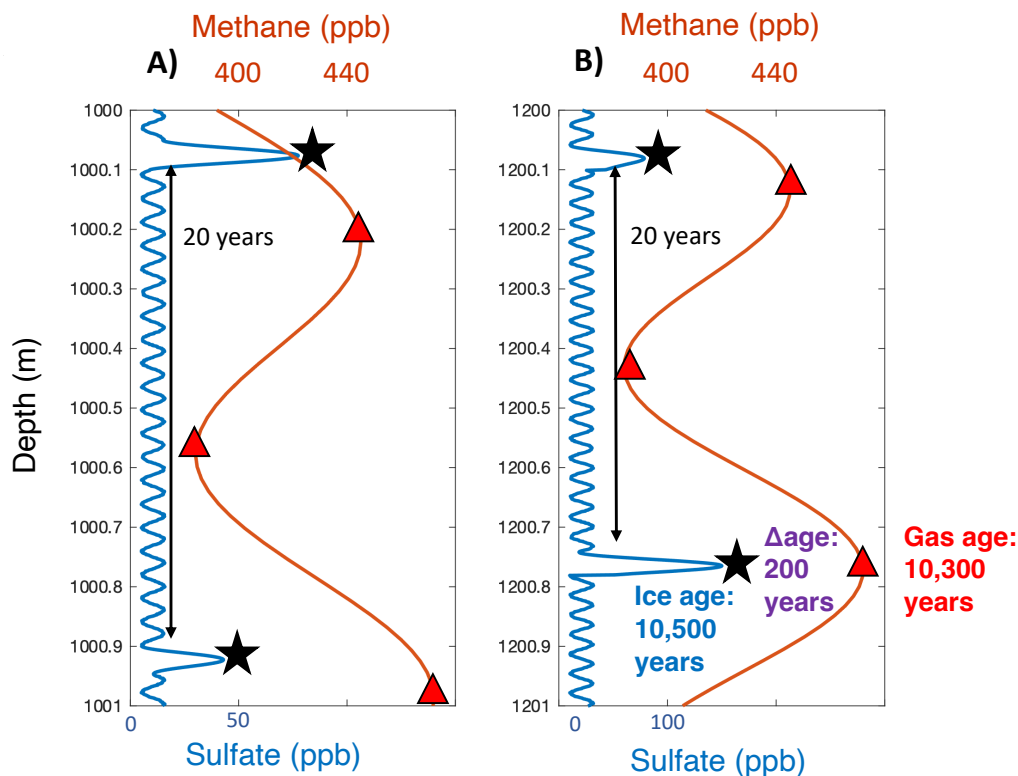 Methane (ppb)
A)
400 440
1000
1000.1
1000.2
1000.3
1000.4
1000.5
1000.6
1000.7
1000.8
1000.9
1001
20 years
Depth (m)
0 50
Sulfate (ppb)
Methane (ppb)
B)
400 440
1200
1200.1
1200.2
1200.3
1200.4
1200.5
1200.6
1200.7
1200.8
1200.9
1201
20 years
Ice age:
10,500
years
Δage:
200
years
Gas age:
10,300
years
0 100
Sulfate (ppb)